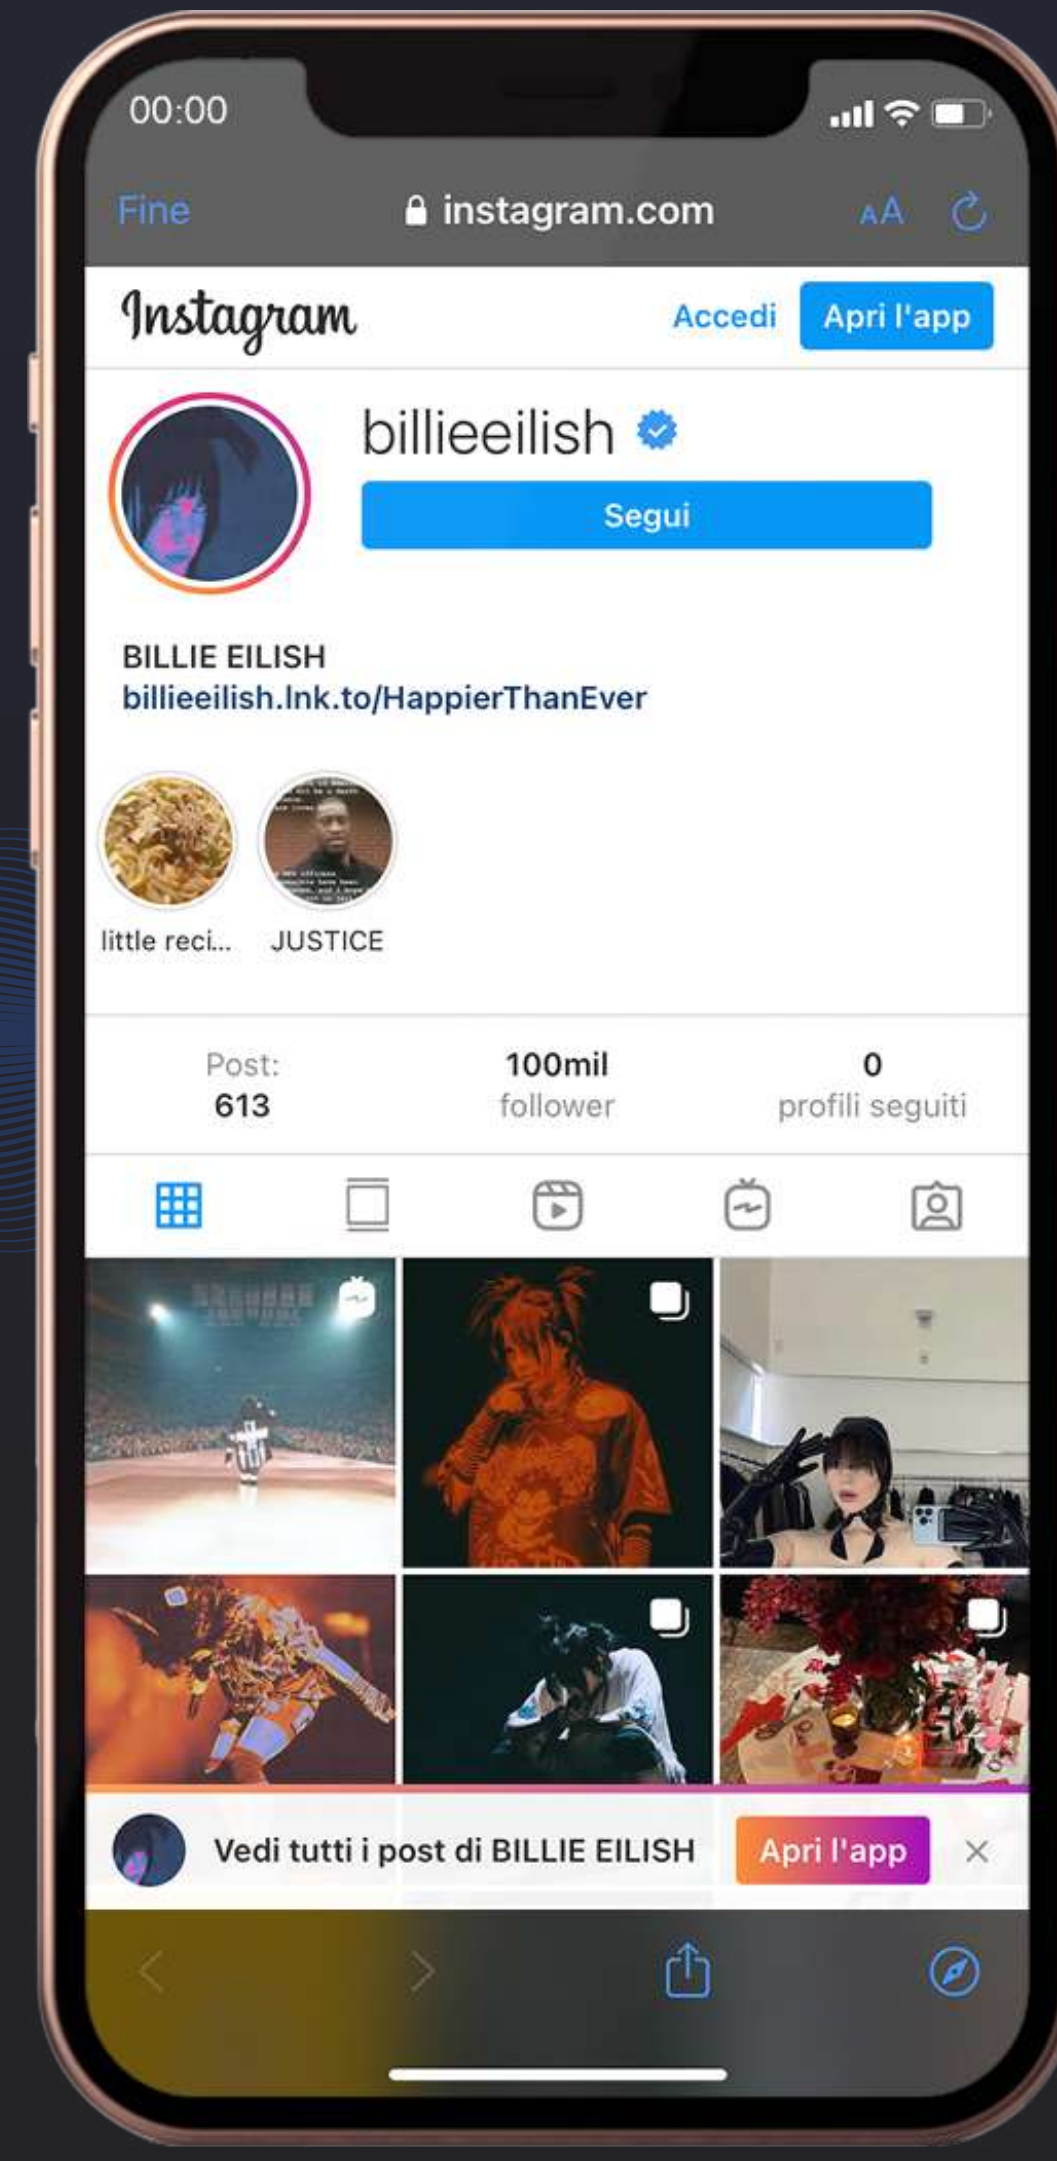 00:00
Fine
instagram.com
AA
Instagram
Accedi
Apri l'app
billieeilish
Segui
BILLIE EILISH
billieeilish.lnk.to/HappierThanEver
little reci...
JUSTICE
Post:
613
100mil
follower
0
profili seguiti
Vedi tutti i post di BILLIE EILISH
Apri l'app